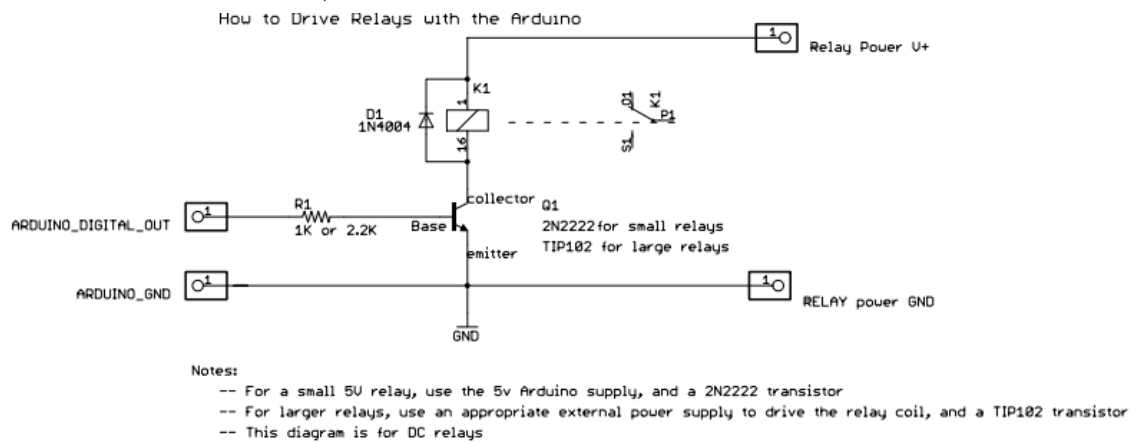 How to Drive Relays with the Arduino
1
Relay Power V+
K1
1
D1
1N4004
16
O1
K1
P1
S1
collector
Q1
2N2222 for small relays
TIP102 for large relays
ARDUINO_DIGITAL_OUT
1
R1
1K or 2.2K
Base
emitter
ARDUINO_GND
1
1
RELAY power GND
GND
Notes:
-- For a small 5V relay, use the 5v Arduino supply, and a 2N2222 transistor
-- For larger relays, use an appropriate external power supply to drive the relay coil, and a TIP102 transistor
-- This diagram is for DC relays